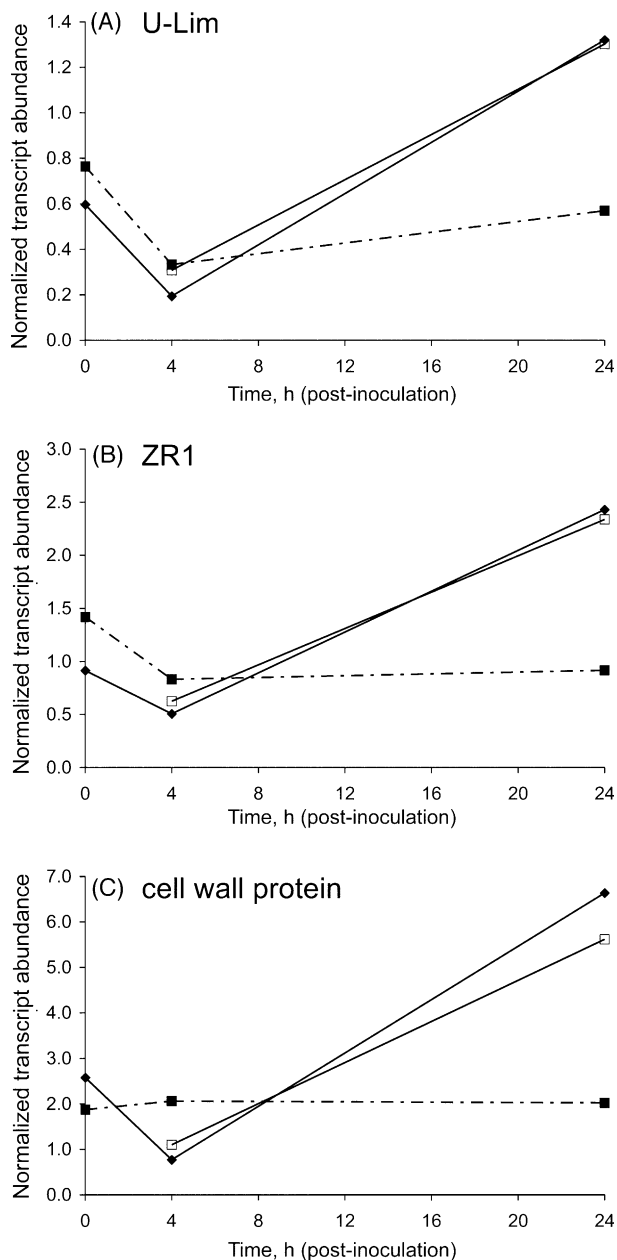 (A) U-Lim
Normalized transcript abundance
1.4
1.2
1.0
0.8
0.6
0.4
0.2
0.0
0 4 8 12 16 20 24
Time, h (post-inoculation)
(B) ZR1
Normalized transcript abundance
3.0
2.5
2.0
1.5
1.0
0.5
0.0
0 4 8 12 16 20 24
Time, h (post-inoculation)
(C) cell wall protein
Normalized transcript abundance
7.0
6.0
5.0
4.0
3.0
2.0
1.0
0.0
0 4 8 12 16 20 24
Time, h (post-inoculation)